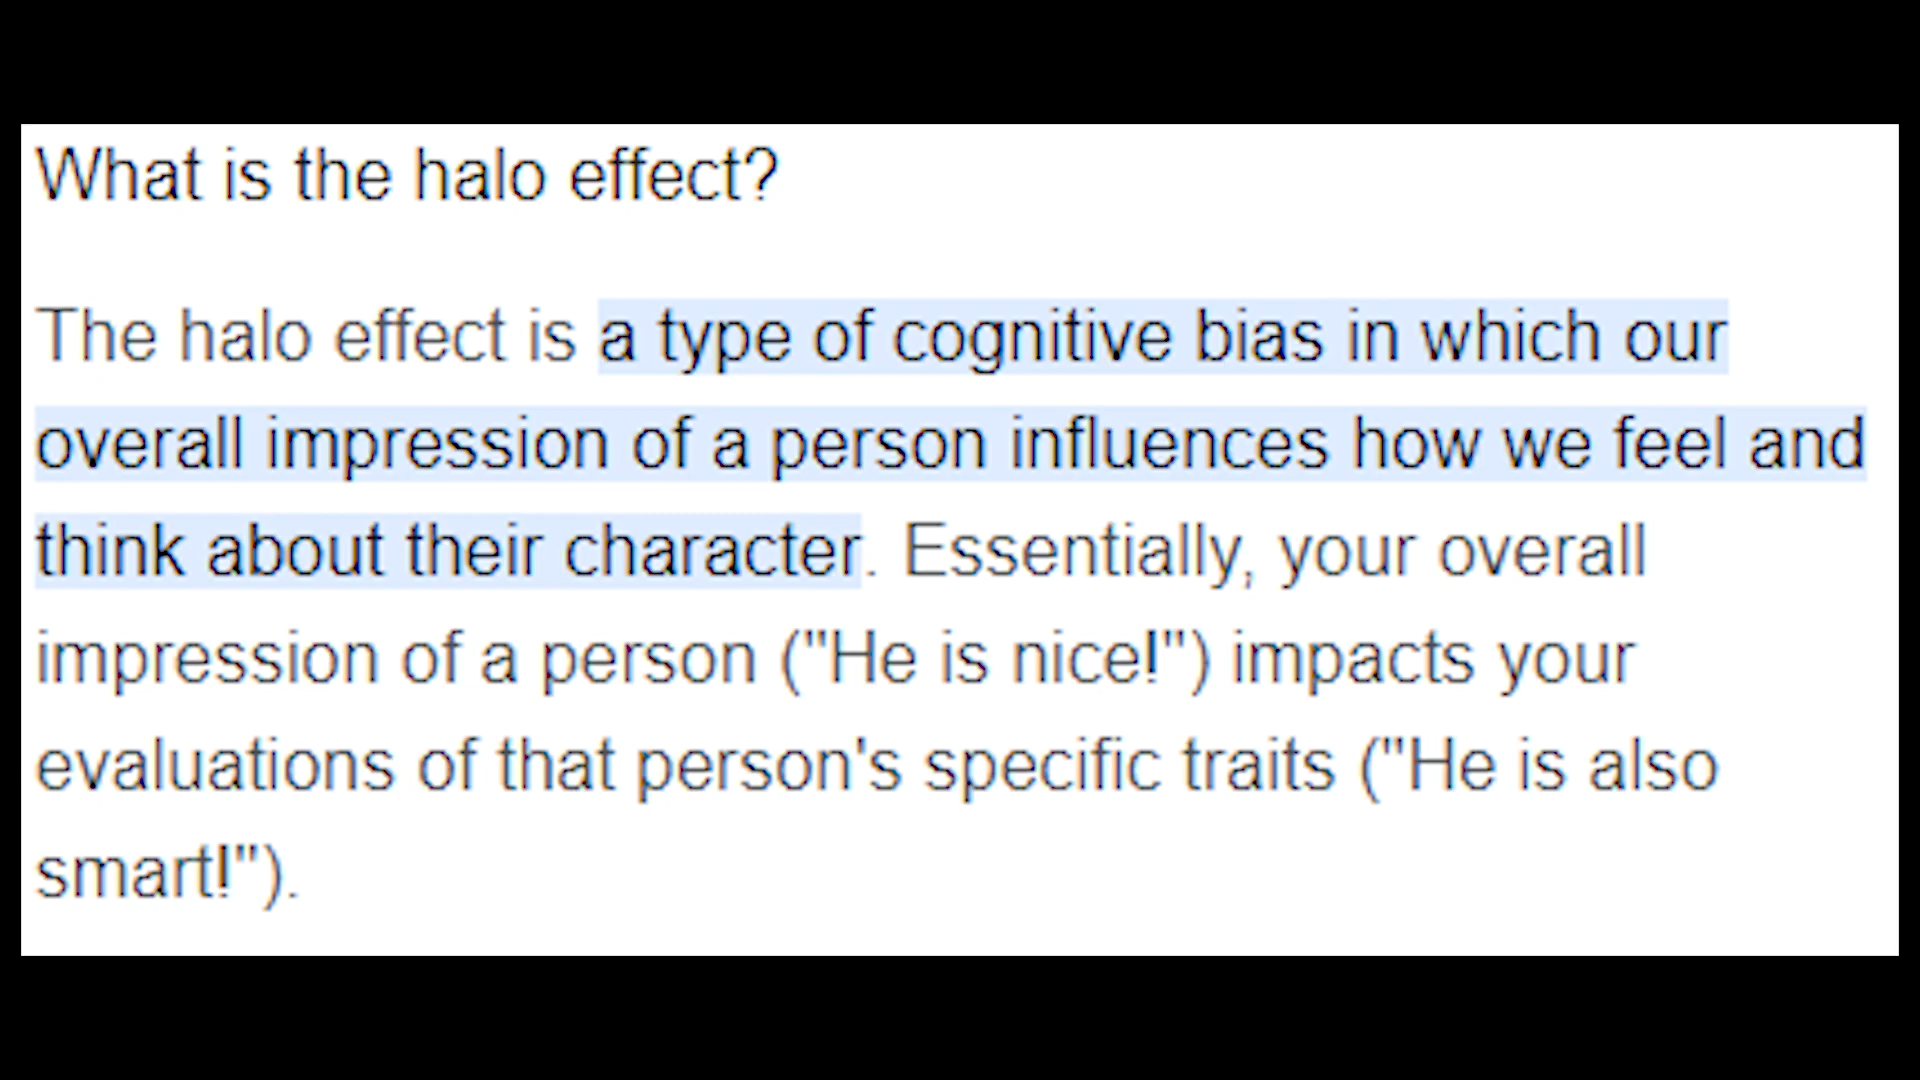 What is the halo effect?
The halo effect is a type of cognitive bias in which our
overall impression of a person influences how we feel and
think about their character. Essentially, your overall
impression of a person ("He is nice!") impacts your
evaluations of that person's specific traits ("He is also
smart!").